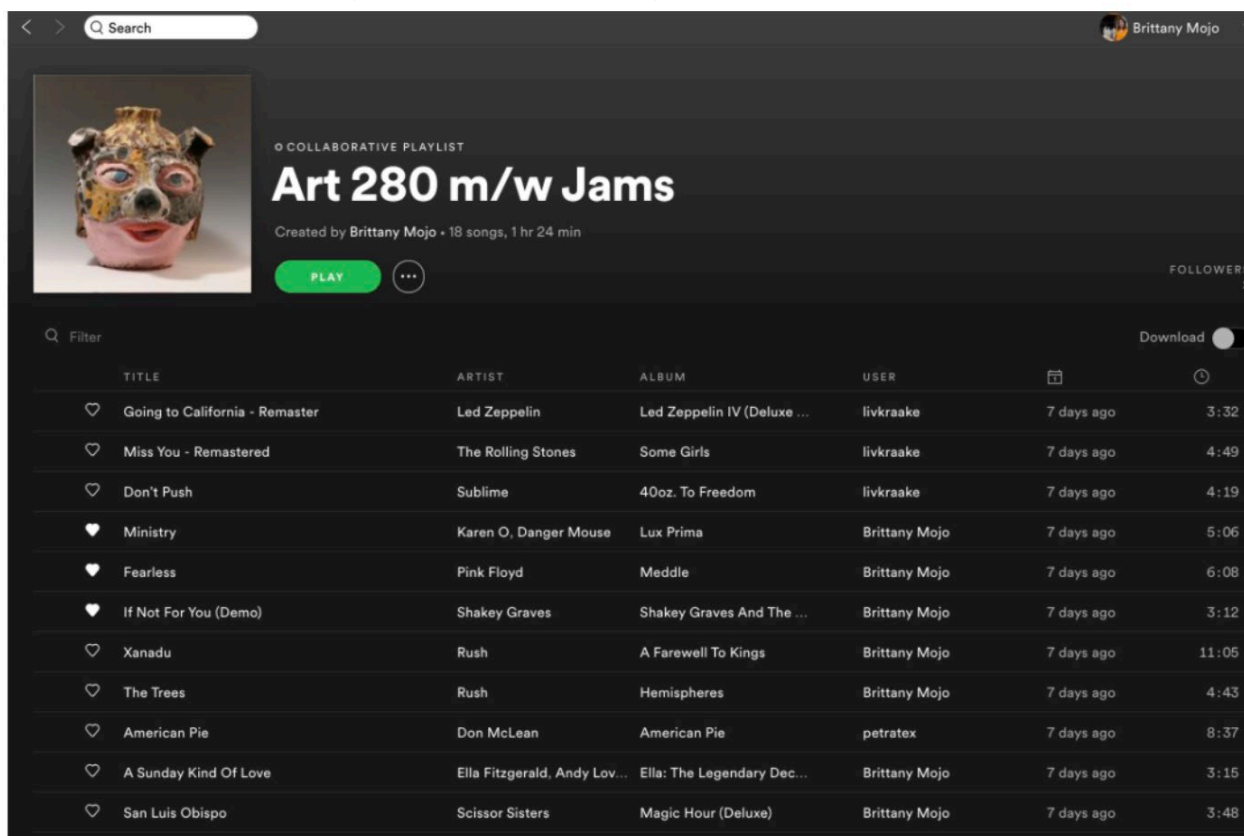 Search
Brittany Mojo
COLLABORATIVE PLAYLIST
Art 280 m/w Jams
Created by Brittany Mojo • 18 songs, 1 hr 24 min
PLAY
FOLLOWER
Filter
Download
TITLE ARTIST ALBUM USER
Going to California - Remaster Led Zeppelin Led Zeppelin IV (Deluxe ... livkraake 7 days ago 3:32
Miss You - Remastered The Rolling Stones Some Girls livkraake 7 days ago 4:49
Don't Push Sublime 40oz. To Freedom livkraake 7 days ago 4:19
Ministry Karen O, Danger Mouse Lux Prima Brittany Mojo 7 days ago 5:06
Fearless Pink Floyd Meddle Brittany Mojo 7 days ago 6:08
If Not For You (Demo) Shakey Graves Shakey Graves And The ... Brittany Mojo 7 days ago 3:12
Xanadu Rush A Farewell To Kings Brittany Mojo 7 days ago 11:05
The Trees Rush Hemispheres Brittany Mojo 7 days ago 4:43
American Pie Don McLean American Pie petratex 7 days ago 8:37
A Sunday Kind Of Love Ella Fitzgerald, Andy Lov... Ella: The Legendary Dec... Brittany Mojo 7 days ago 3:15
San Luis Obispo Scissor Sisters Magic Hour (Deluxe) Brittany Mojo 7 days ago 3:48